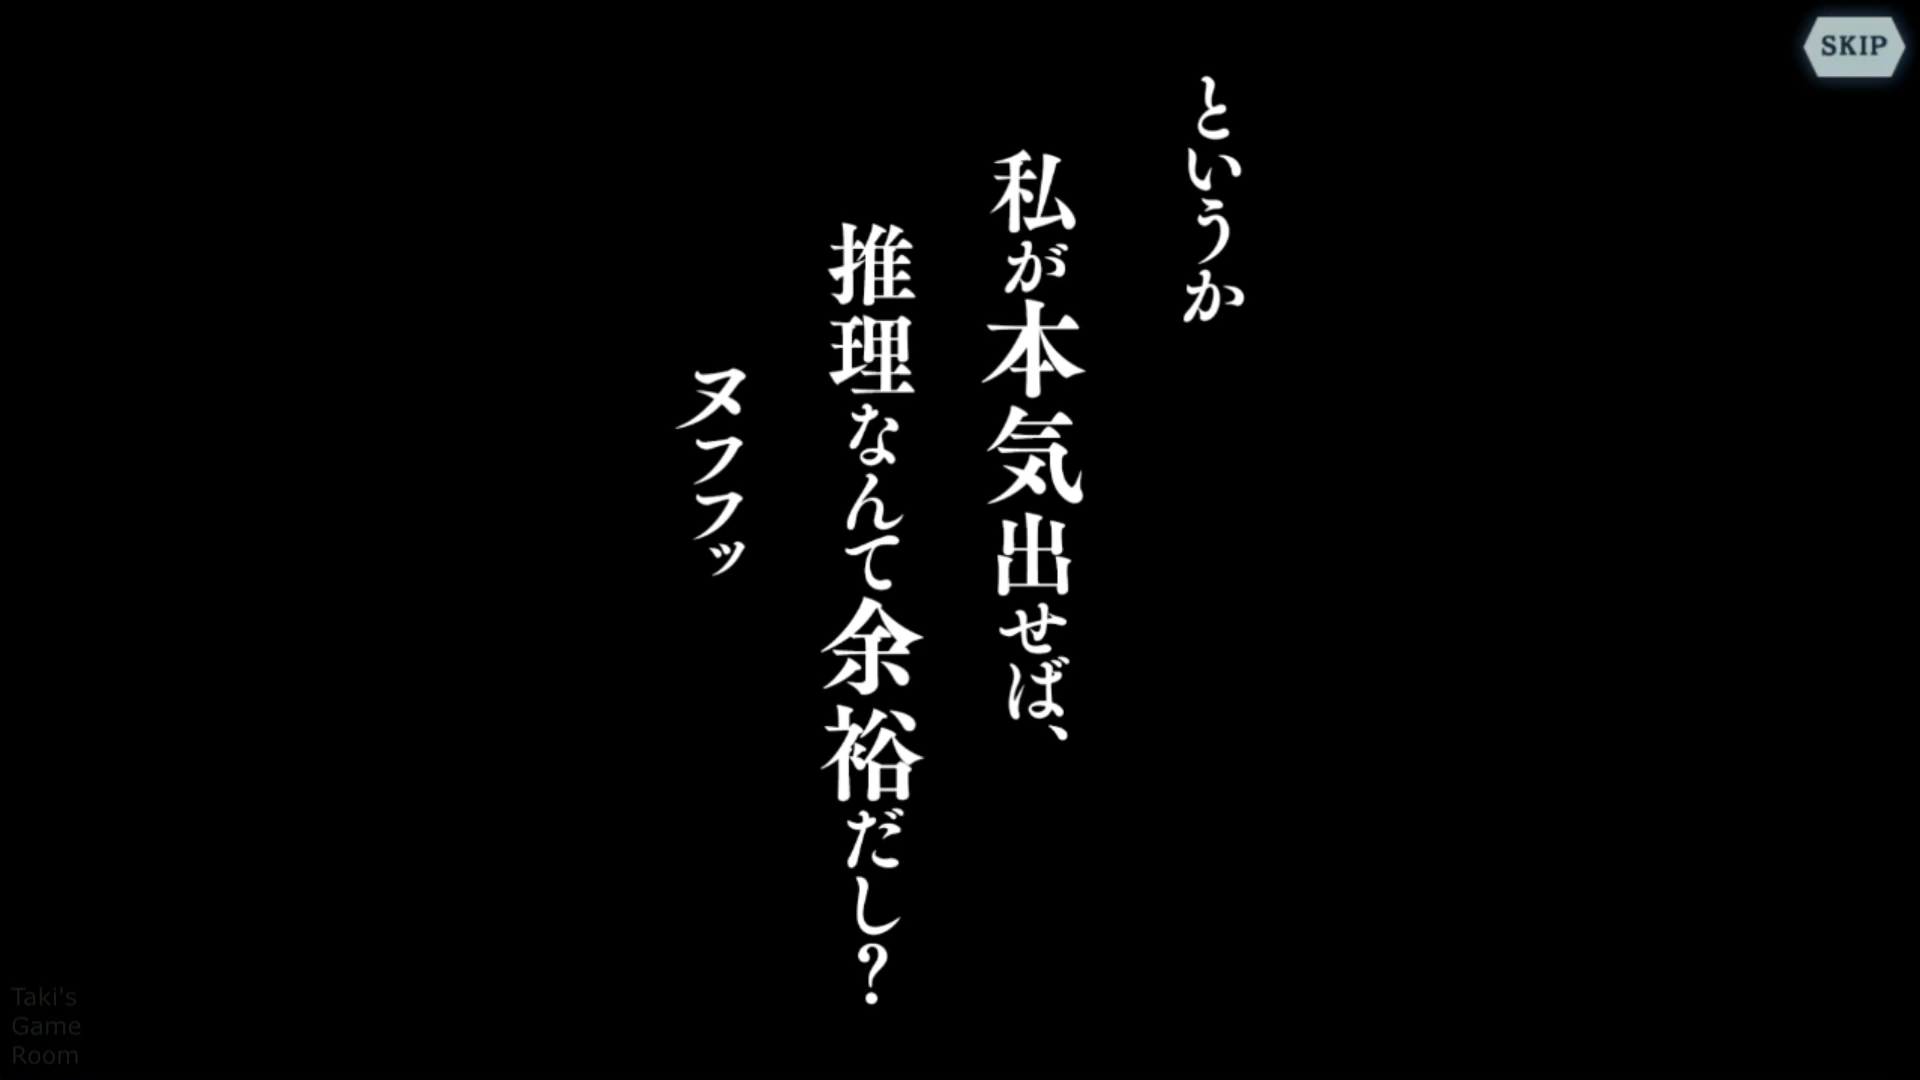 SKIP
というか
私が本気出せば、
推理なんて余裕だし?
ヌフフッ
Taki's
Game
Room